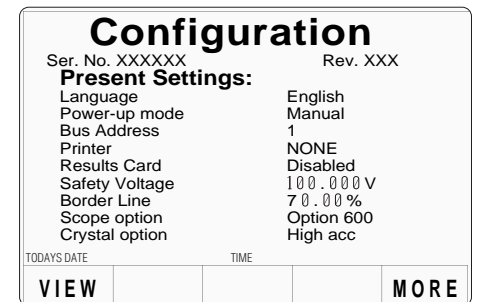 Configuration
Ser. No. XXXXXX Rev. XXX
Present Settings:
Language English
Power-up mode Manual
Bus Address 1
Printer NONE
Results Card Disabled
Safety Voltage 100.000 V
Border Line 70.00 %
Scope option Option 600
Crystal option High acc
TODAYS DATE TIME
VIEW MORE